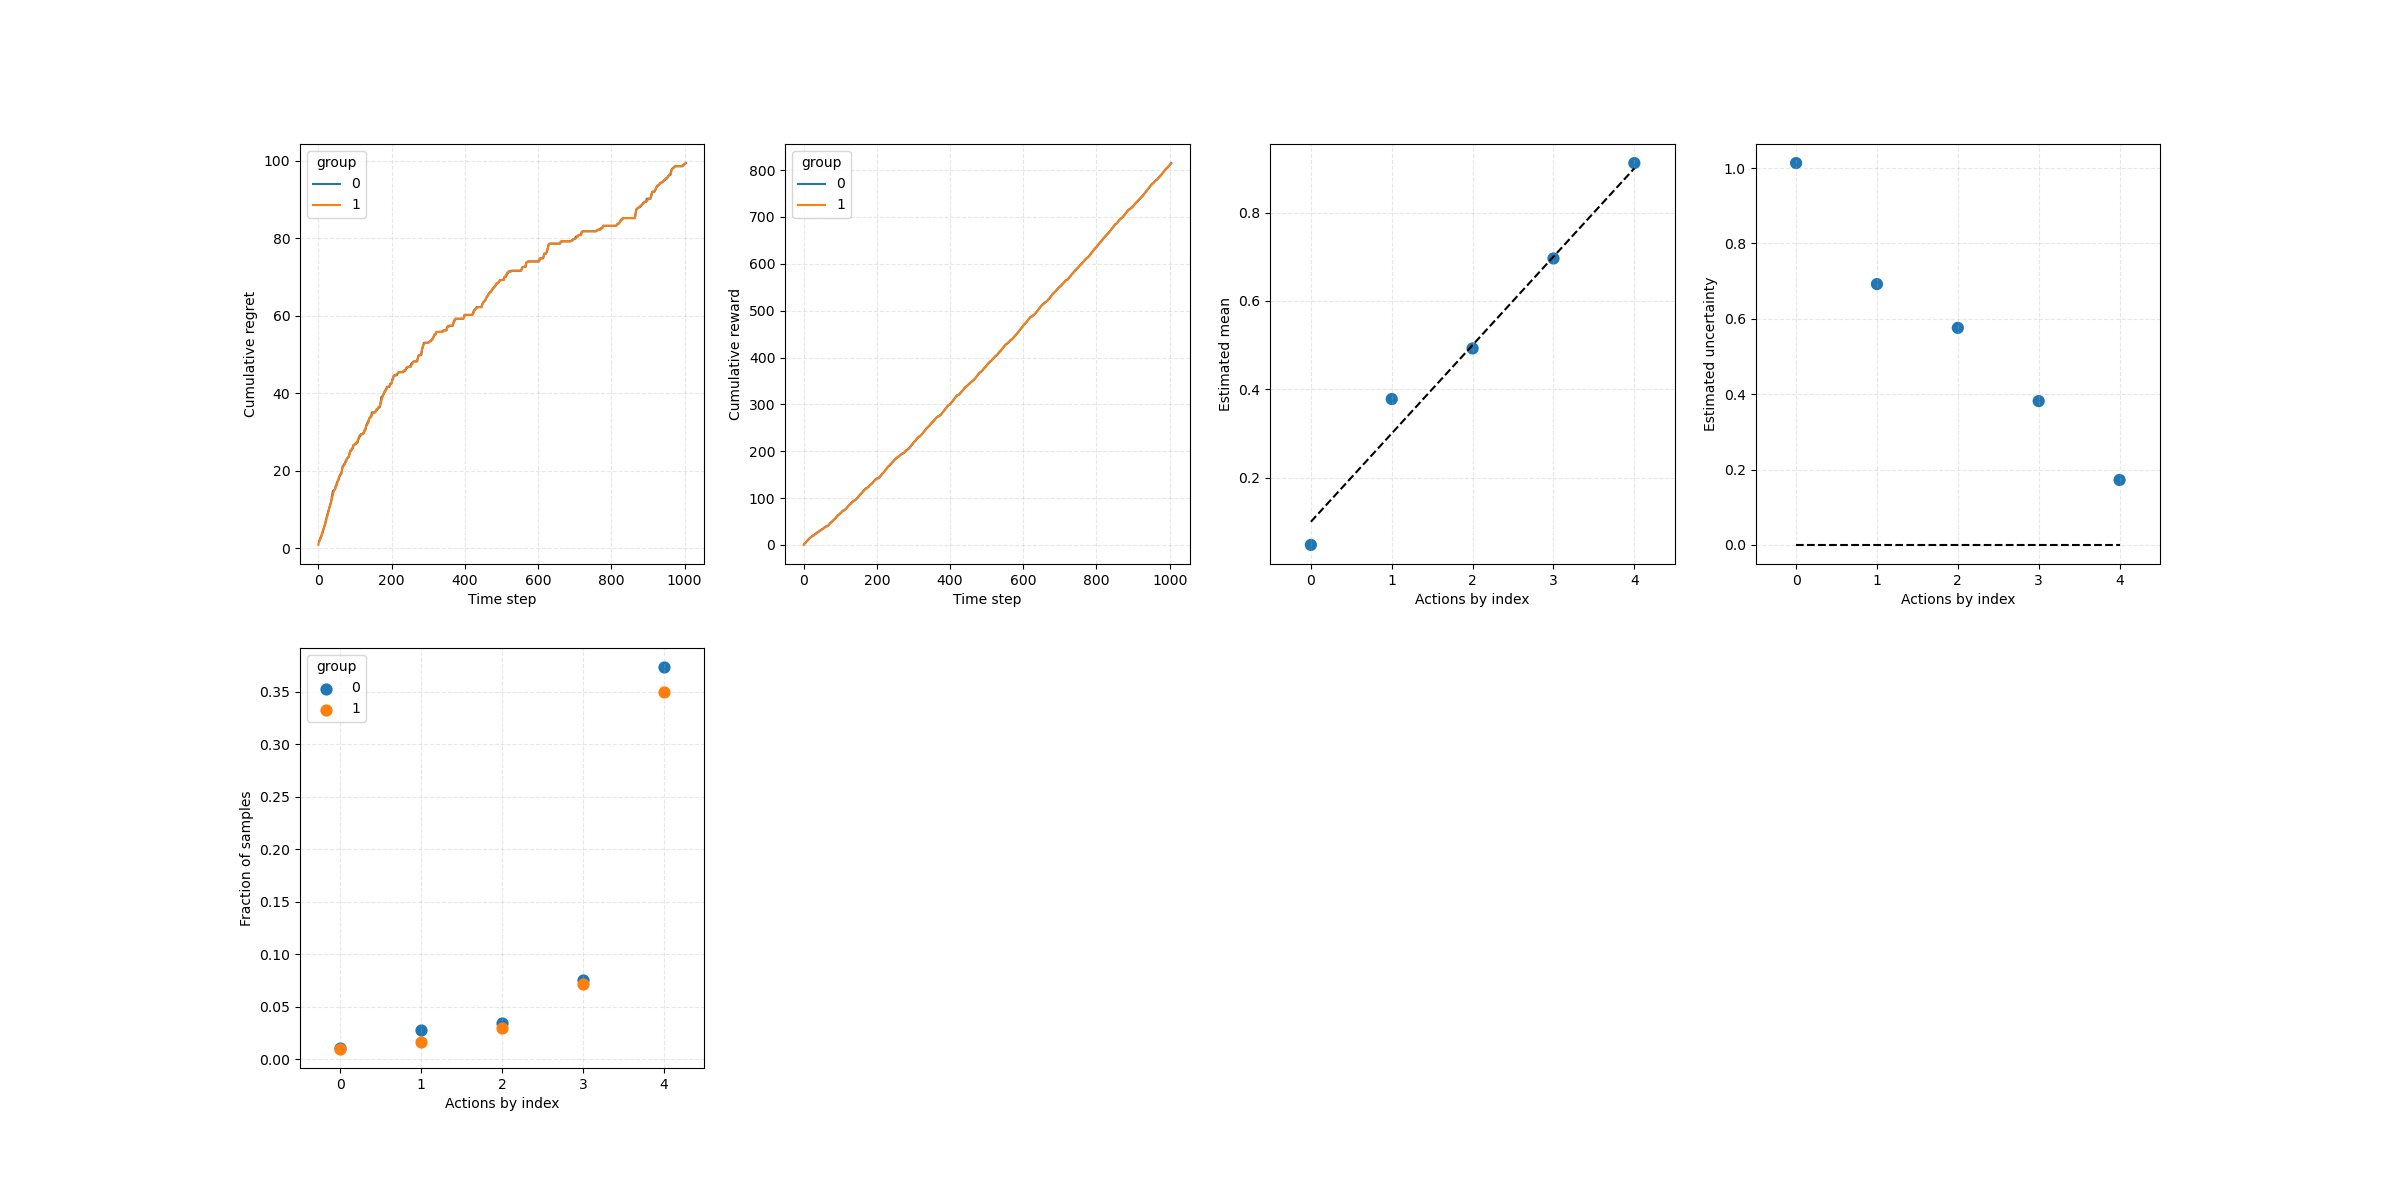 group
0
1
100
80
60
40
20
0
Cumulative regret
0 200 400 600 800 1000
Time step
group
0
1
800
700
600
500
400
300
200
100
0
Cumulative reward
0 200 400 600 800 1000
Time step
0.8
0.6
0.4
0.2
Estimated mean
0 1 2 3 4
Actions by index
1.0
0.8
0.6
0.4
0.2
0.0
Estimated uncertainty
0 1 2 3 4
Actions by index
group
0
1
0.35
0.30
0.25
0.20
0.15
0.10
0.05
0.00
Fraction of samples
0 1 2 3 4
Actions by index